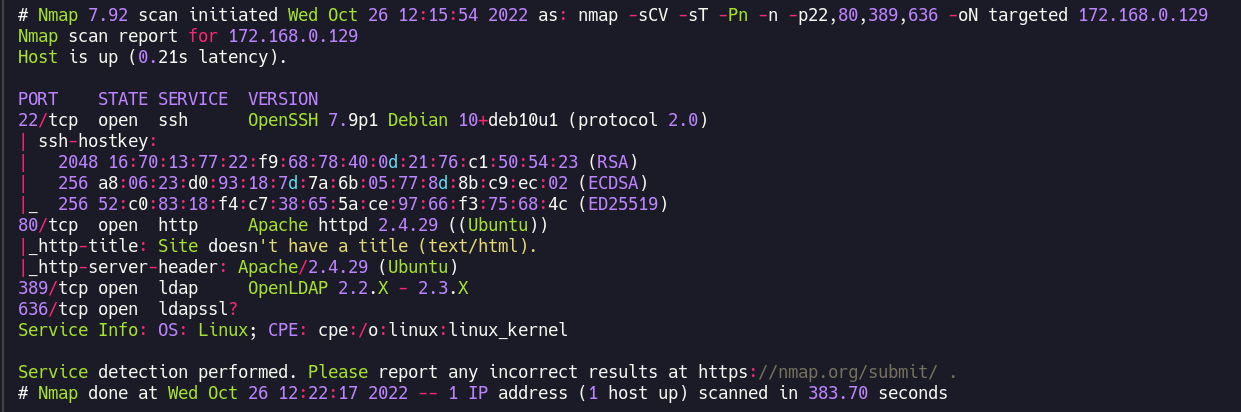 # Nmap 7.92 scan initiated Wed Oct 26 12:15:54 2022 as: nmap -sCV -sT -Pn -n -p22,80,389,636 -oN targeted 172.168.0.129
Nmap scan report for 172.168.0.129
Host is up (0.21s latency).

PORT    STATE SERVICE  VERSION
22/tcp  open  ssh      OpenSSH 7.9p1 Debian 10+deb10u1 (protocol 2.0)
| ssh-hostkey:
|   2048 16:70:13:77:22:f9:68:78:40:0d:21:76:c1:50:54:23 (RSA)
|   256 a8:06:23:d0:93:18:7d:7a:6b:05:77:8d:8b:c9:ec:02 (ECDSA)
|_  256 52:c0:83:18:f4:c7:38:65:5a:ce:97:66:f3:75:68:4c (ED25519)
80/tcp  open  http     Apache httpd 2.4.29 ((Ubuntu))
|_http-title: Site doesn't have a title (text/html).
|_http-server-header: Apache/2.4.29 (Ubuntu)
389/tcp open  ldap     OpenLDAP 2.2.X - 2.3.X
636/tcp open  ldapssl?
Service Info: OS: Linux; CPE: cpe:/o:linux:linux_kernel

Service detection performed. Please report any incorrect results at https://nmap.org/submit/ .
# Nmap done at Wed Oct 26 12:22:17 2022 -- 1 IP address (1 host up) scanned in 383.70 seconds